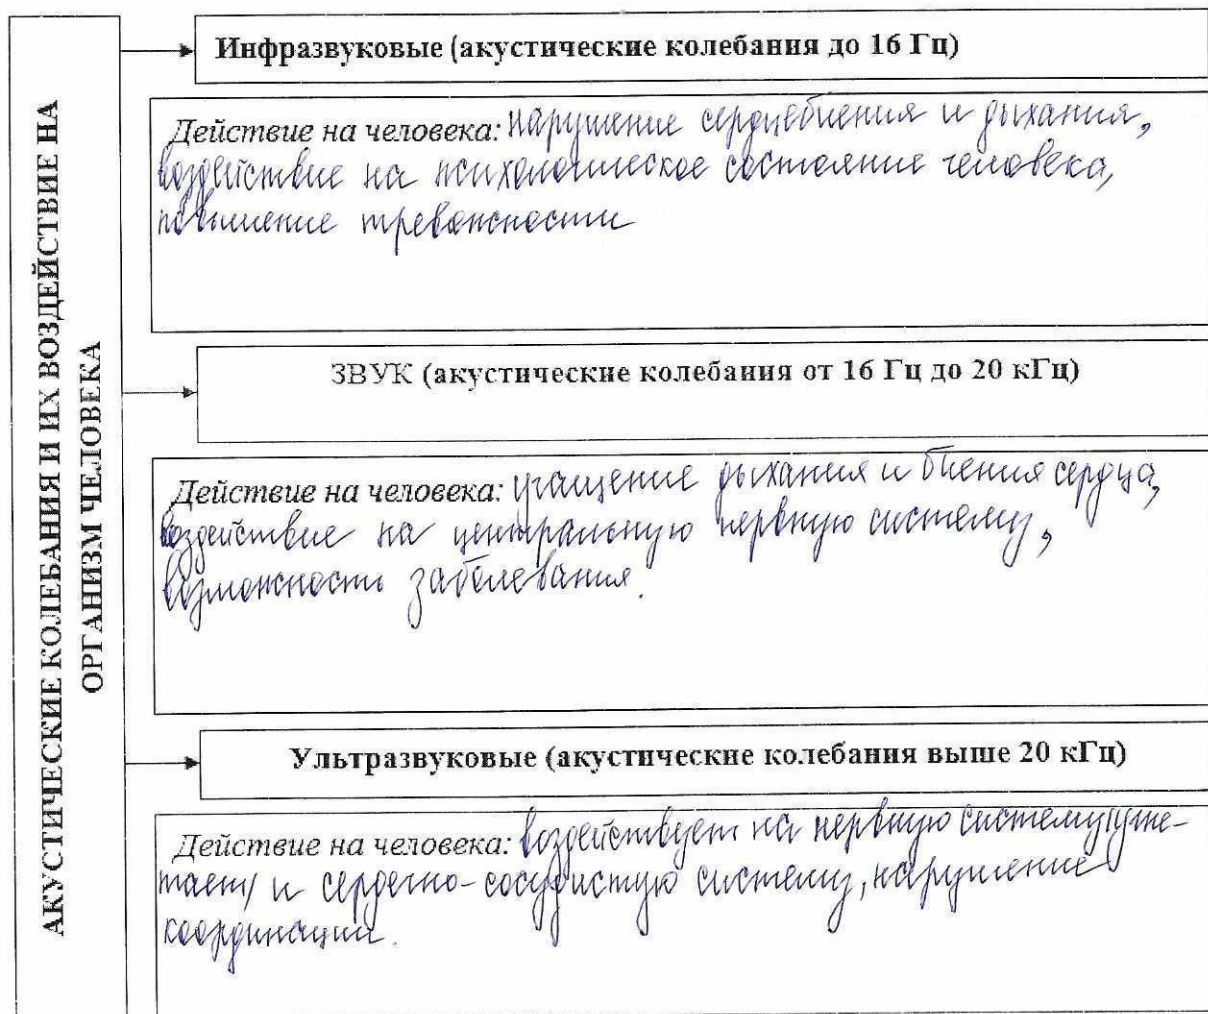 АКУСТИЧЕСКИЕ КОЛЕБАНИЯ И ИХ ВОЗДЕЙСТВИЕ НА
ОРГАНИЗМ ЧЕЛОВЕКА
Инфразвуковые (акустические колебания до 16 Гц)
Действие на человека: нарушение сердцебиения и дыхания,
воздействие на психологическое состояние человека,
повышение тревожности
ЗВУК (акустические колебания от 16 Гц до 20 кГц)
Действие на человека: учащение дыхания и биения сердца,
воздействие на центральную нервную систему,
возможности заболевания.
Ультразвуковые (акустические колебания выше 20 кГц)
Действие на человека: воздействует на нервную систему(угне-
тает) и сердечно-сосудистую систему, нарушение
координации.